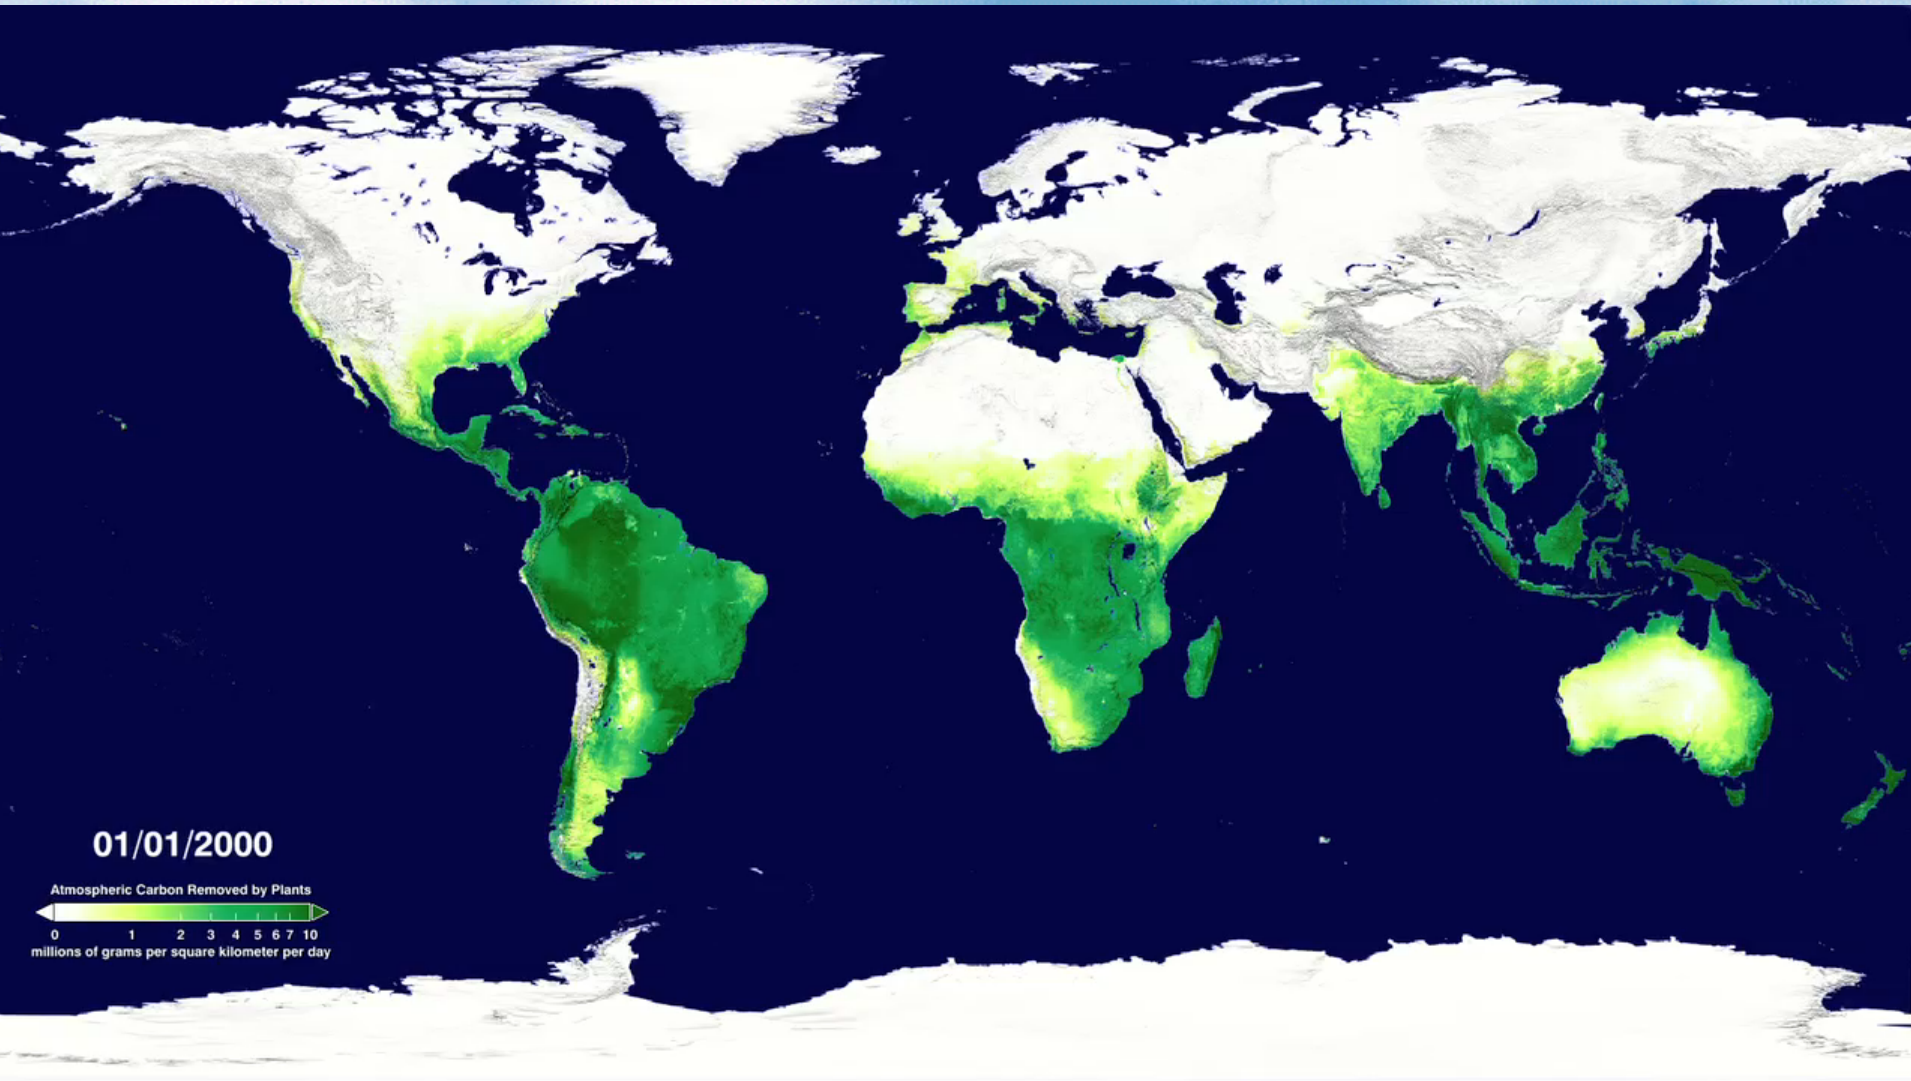 01/01/2000
Atmospheric Carbon Removed by Plants
0 1 2 3 4 5 6 7 10
millions of grams per square kilometer per day